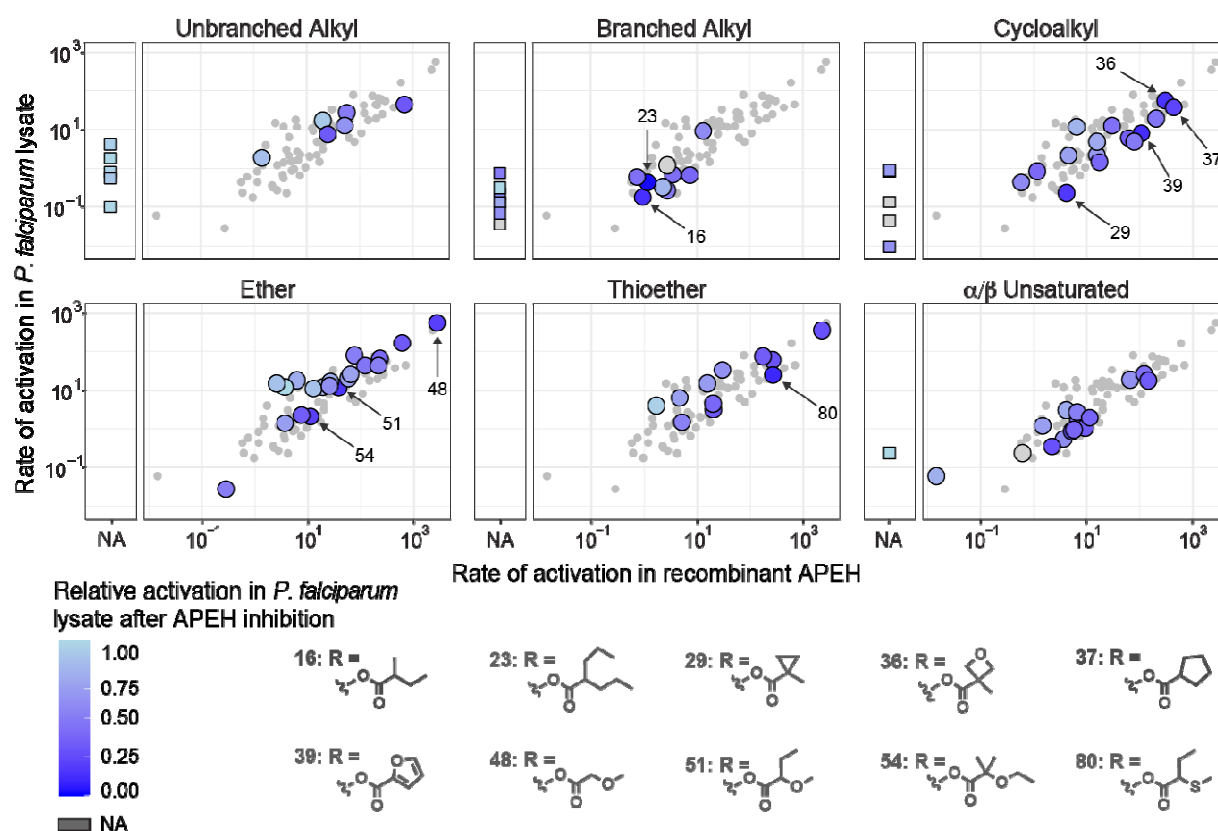 Unbranched Alkyl
Branched Alkyl
Cycloalkyl
Rate of activation in P. falciparum lysate
10³
10¹
10⁻¹
23
16
36
37
39
29
Ether
Thioether
α/β Unsaturated
10³
10¹
10⁻¹
48
51
54
80
NA
10⁻¹
10¹
10³
NA
10⁻¹
10¹
10³
NA
10⁻¹
10¹
10³
Rate of activation in recombinant APEH
Relative activation in P. falciparum
lysate after APEH inhibition
1.00
0.75
0.50
0.25
0.00
NA
16: R =
O
O
23: R =
O
O
29: R =
O
O
36: R =
O
O
O
37: R =
O
O
39: R =
O
O
O
48: R =
O
O
O
51: R =
O
O
O
54: R =
O
O
O
80: R =
O
O
S